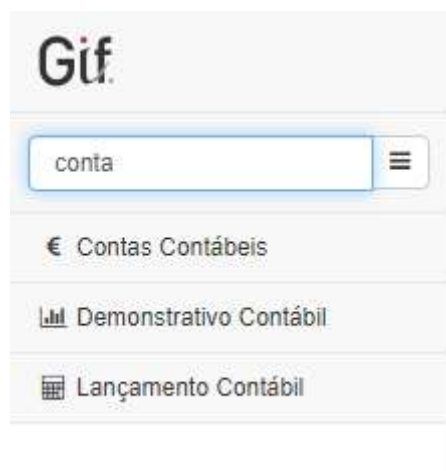 Gif.
conta
€ Contas Contábeis
Demonstrativo Contábil
Lançamento Contábil